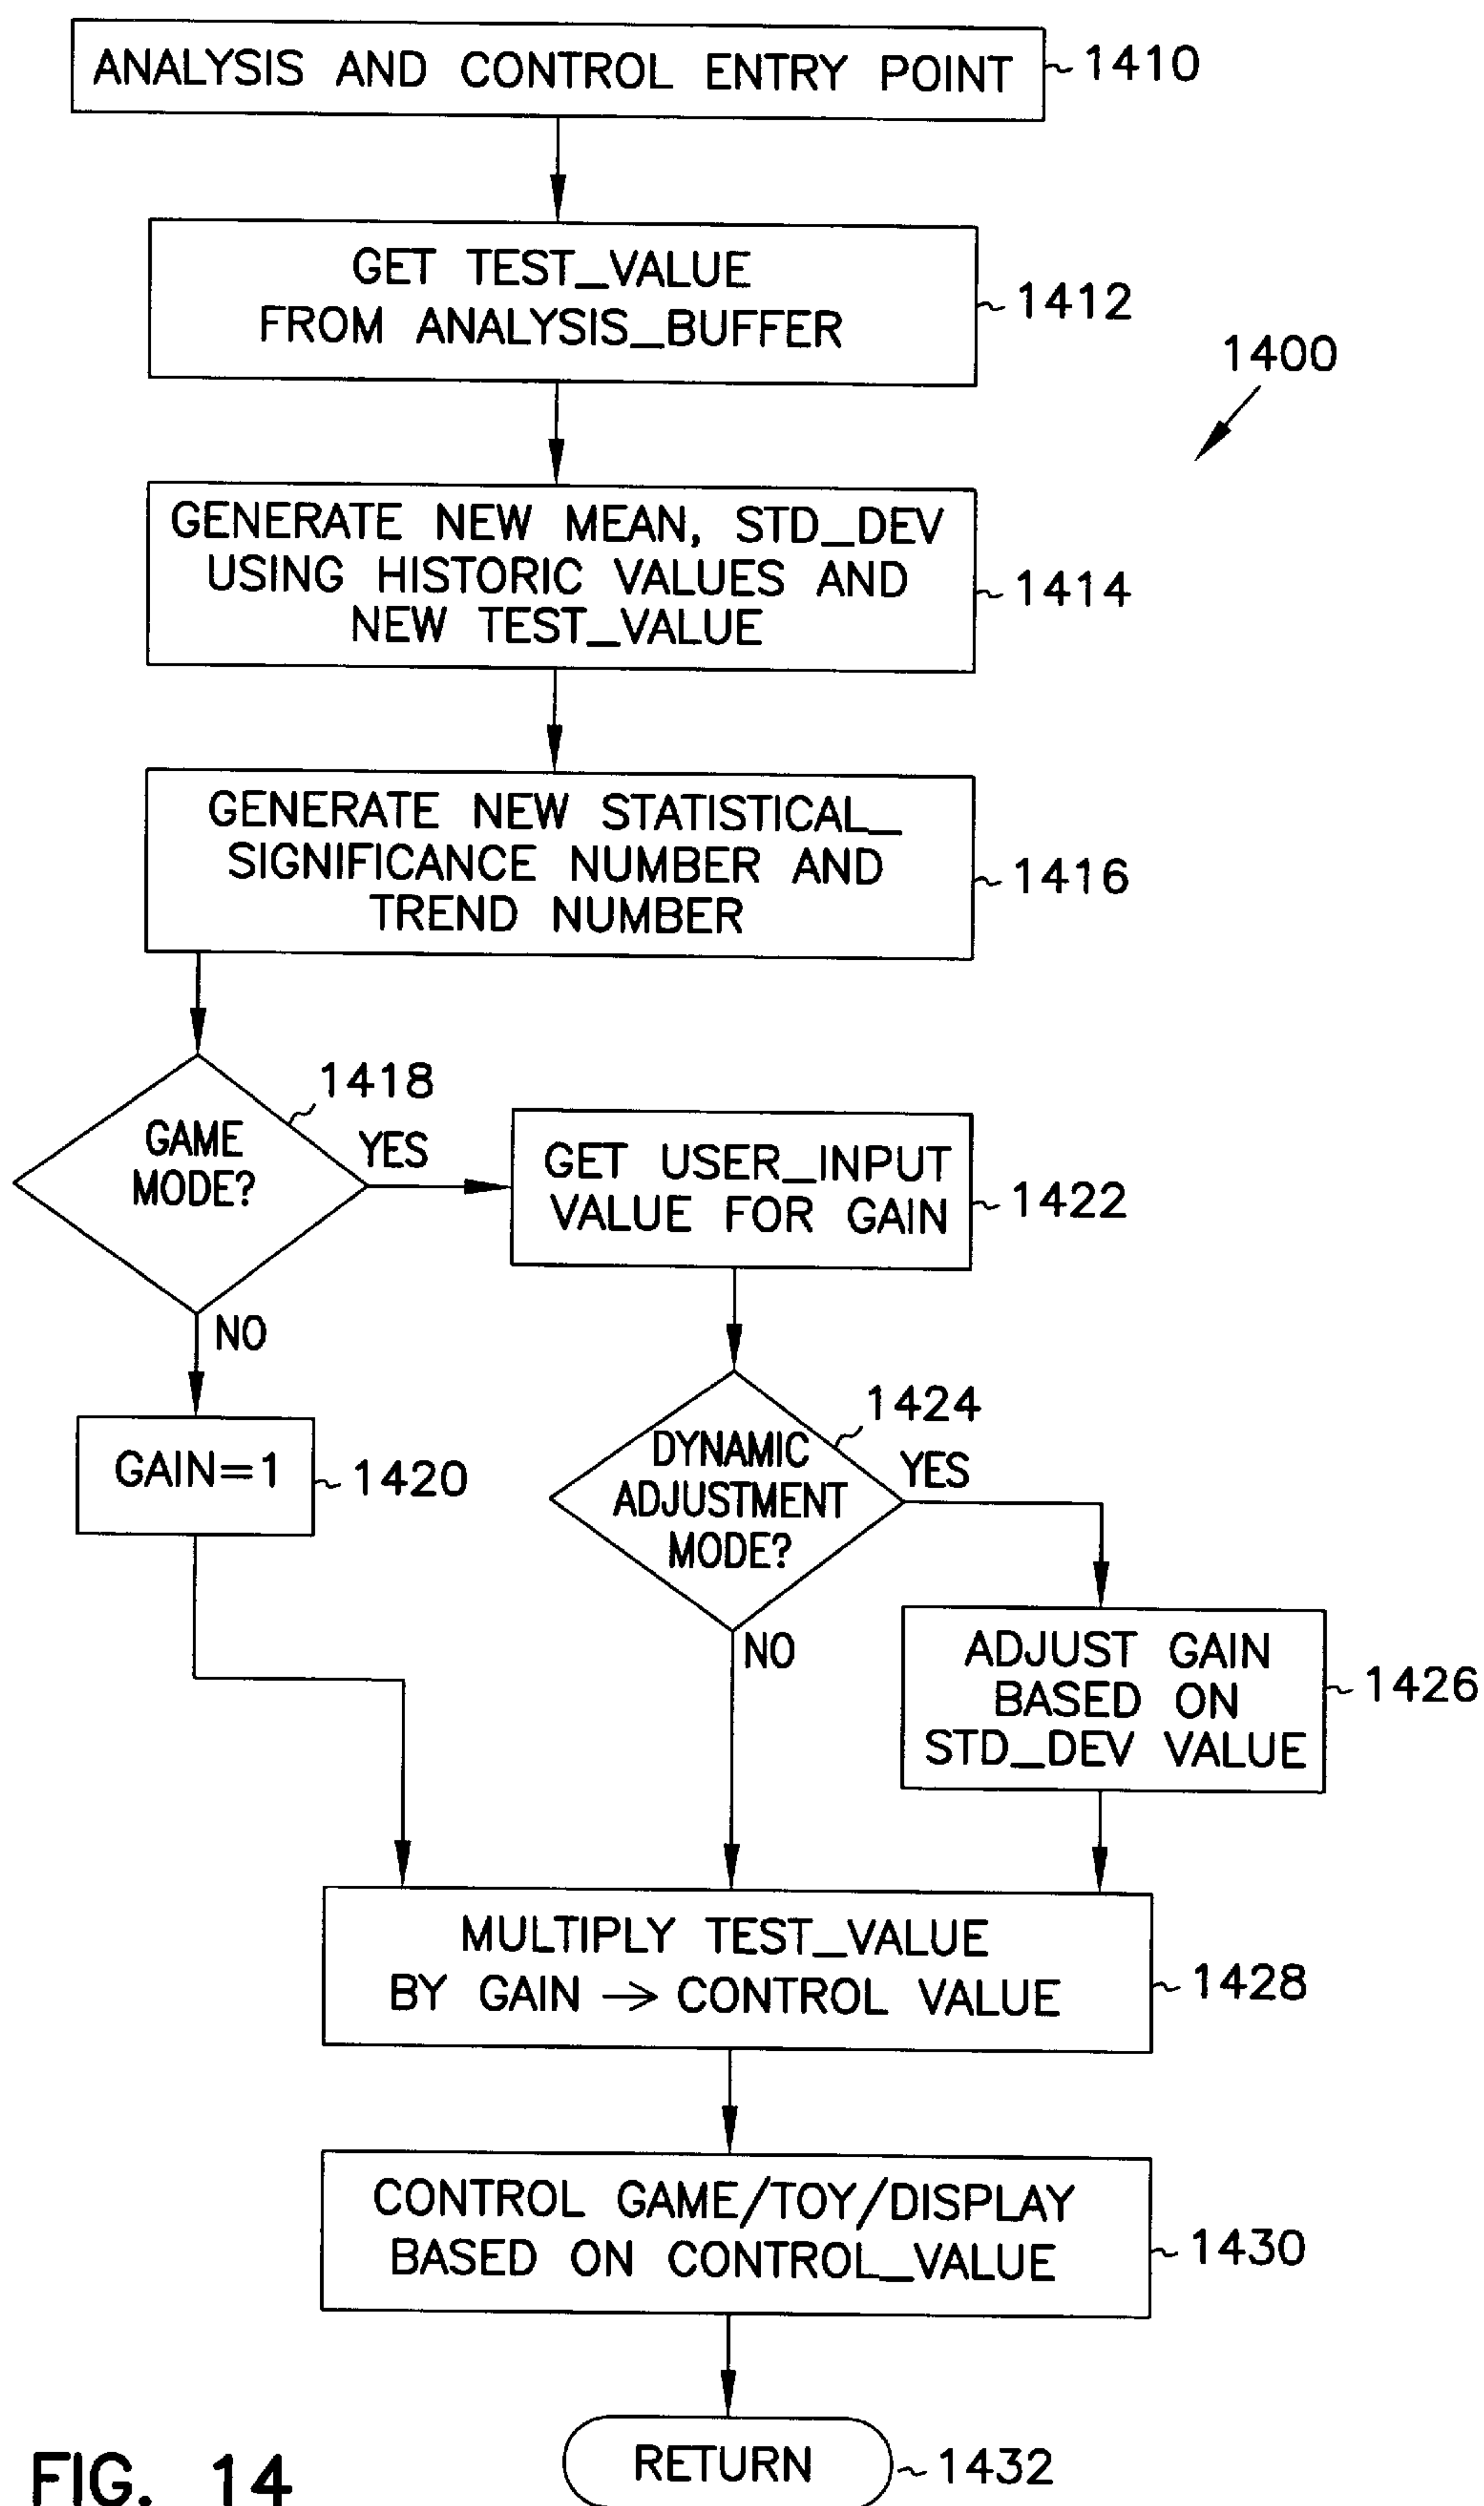 ANALYSIS AND CONTROL ENTRY POINT
1410
GET TEST_VALUE
FROM ANALYSIS_BUFFER
1412
1400
GENERATE NEW MEAN, STD_DEV
USING HISTORIC VALUES AND
NEW TEST_VALUE
1414
GENERATE NEW STATISTICAL_
SIGNIFICANCE NUMBER AND
TREND NUMBER
1416
GAME
MODE?
1418
YES
GET USER_INPUT
VALUE FOR GAIN
1422
NO
GAIN=1
1420
DYNAMIC
ADJUSTMENT
MODE?
1424
YES
NO
ADJUST GAIN
BASED ON
STD_DEV VALUE
1426
MULTIPLY TEST_VALUE
BY GAIN → CONTROL VALUE
1428
CONTROL GAME/TOY/DISPLAY
BASED ON CONTROL_VALUE
1430
RETURN
1432
FIG. 14